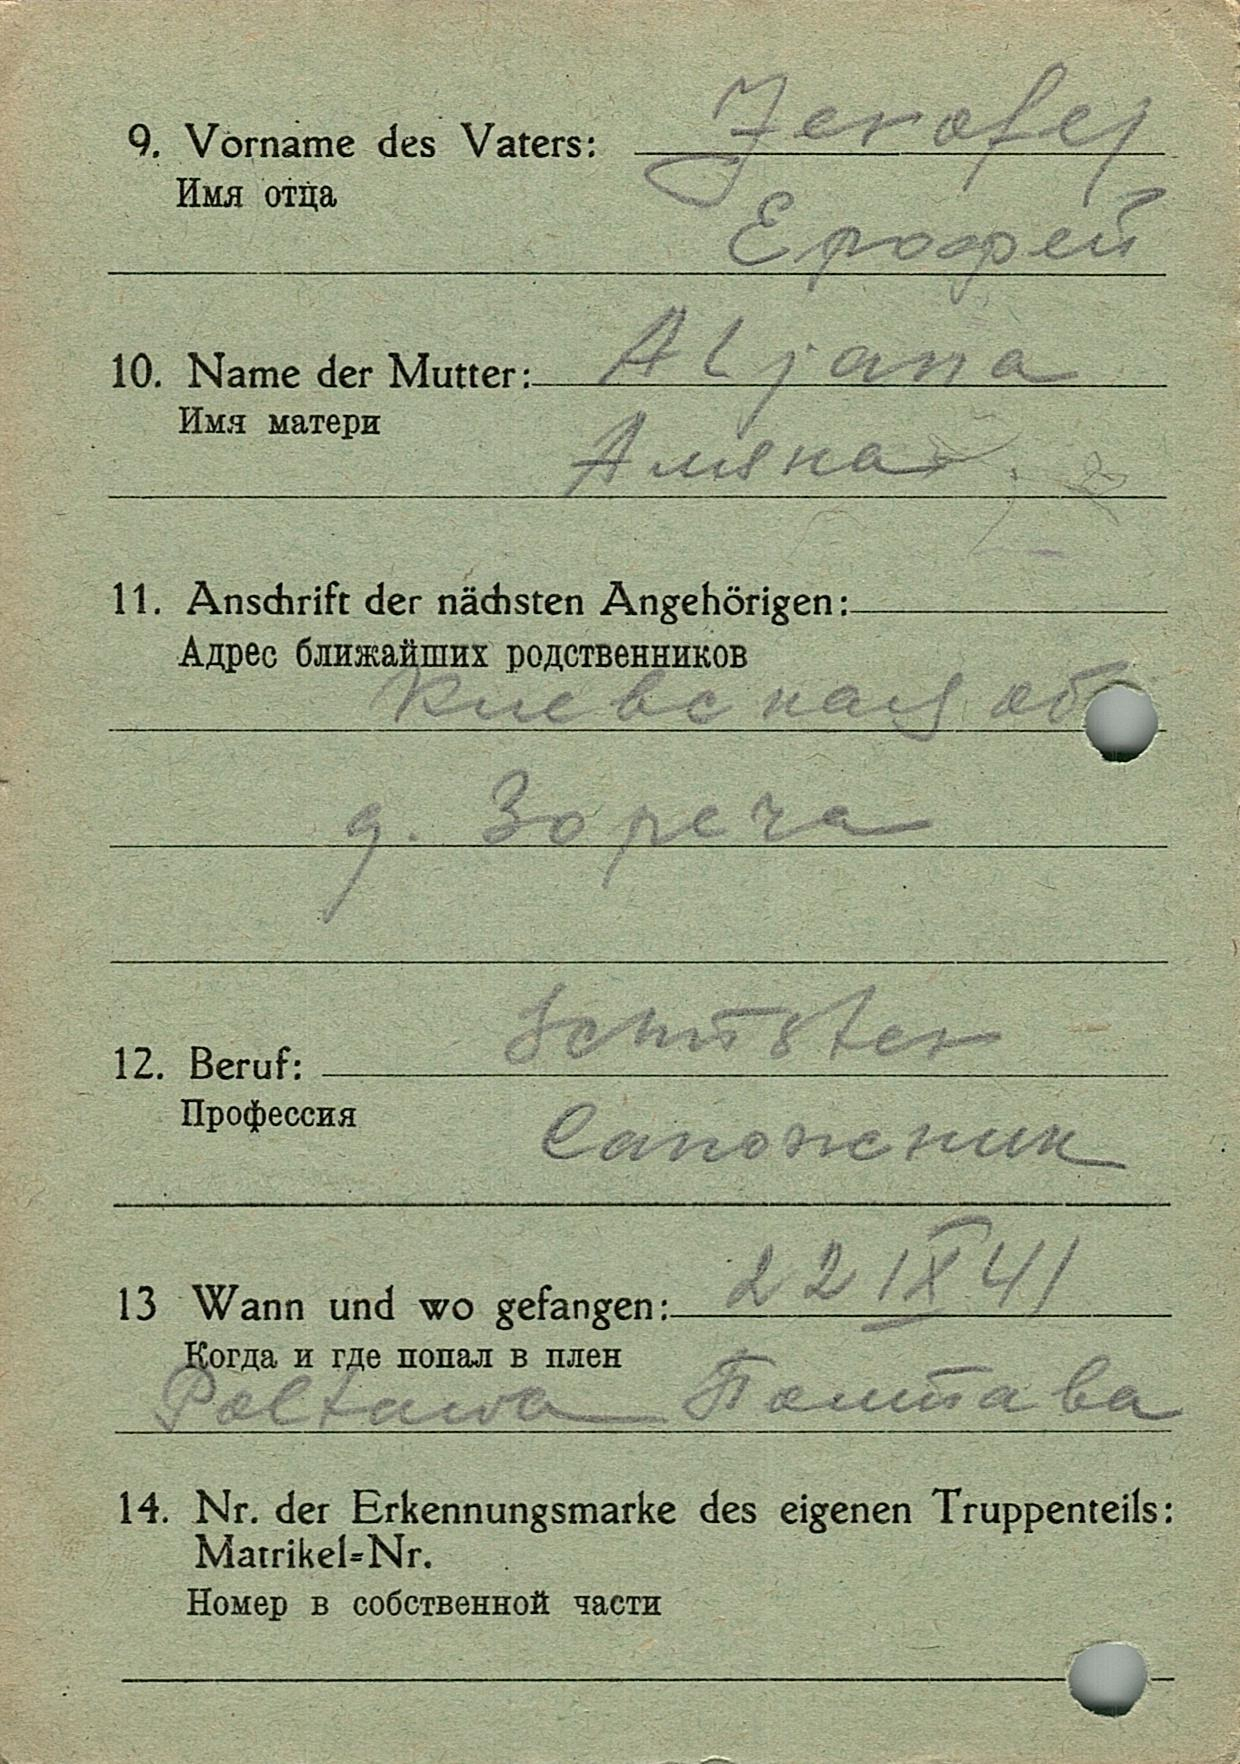 9. Vorname des Vaters: Jerofej
Имя отца
Ерофей
10. Name der Mutter: Aljana
Имя матери
Аляна
11. Anschrift der nächsten Angehörigen:
Адрес ближайших родственников
Киевская об
д. Зореча
12. Beruf: Schuster
Профессия
Сапожник
13 Wann und wo gefangen: 22 IX 41
Когда и где попал в плен
Poltawa Полтава
14. Nr. der Erkennungsmarke des eigenen Truppenteils:
Matrikel-Nr.
Номер в собственной части